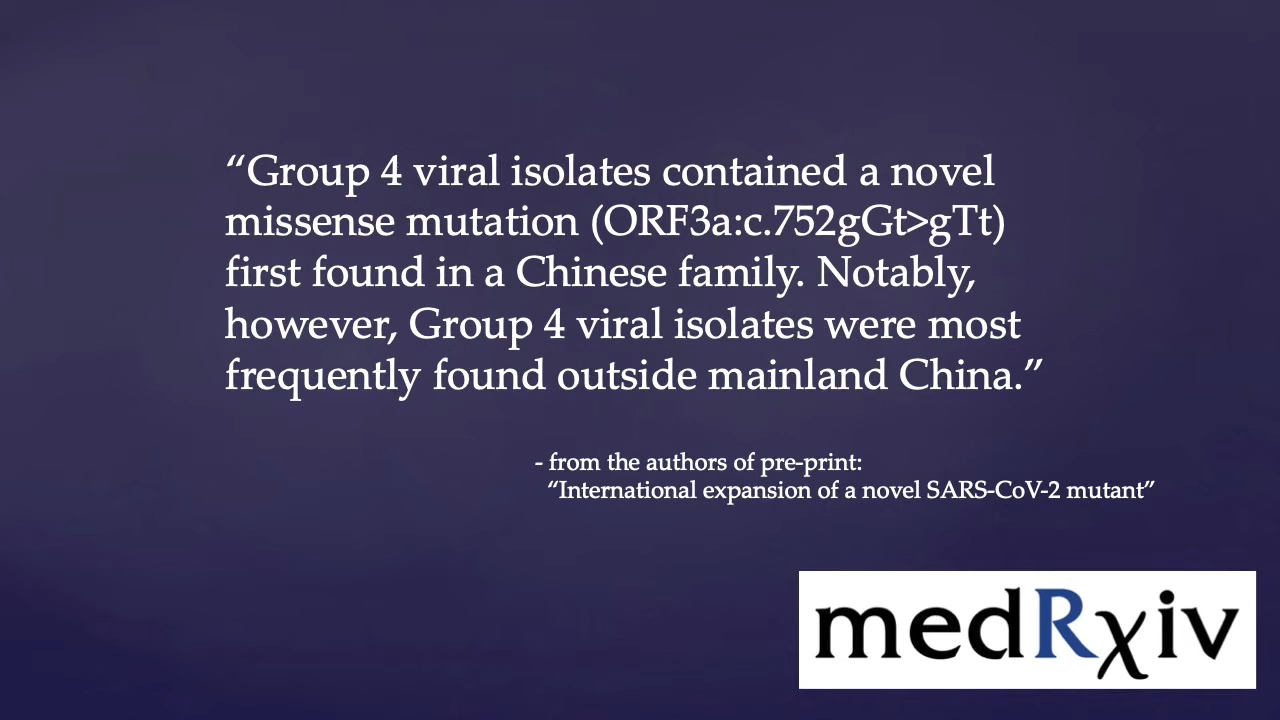 “Group 4 viral isolates contained a novel
missense mutation (ORF3a:c.752gGt>gTt)
first found in a Chinese family. Notably,
however, Group 4 viral isolates were most
frequently found outside mainland China.”
- from the authors of pre-print:
“International expansion of a novel SARS-CoV-2 mutant”
medRχiv